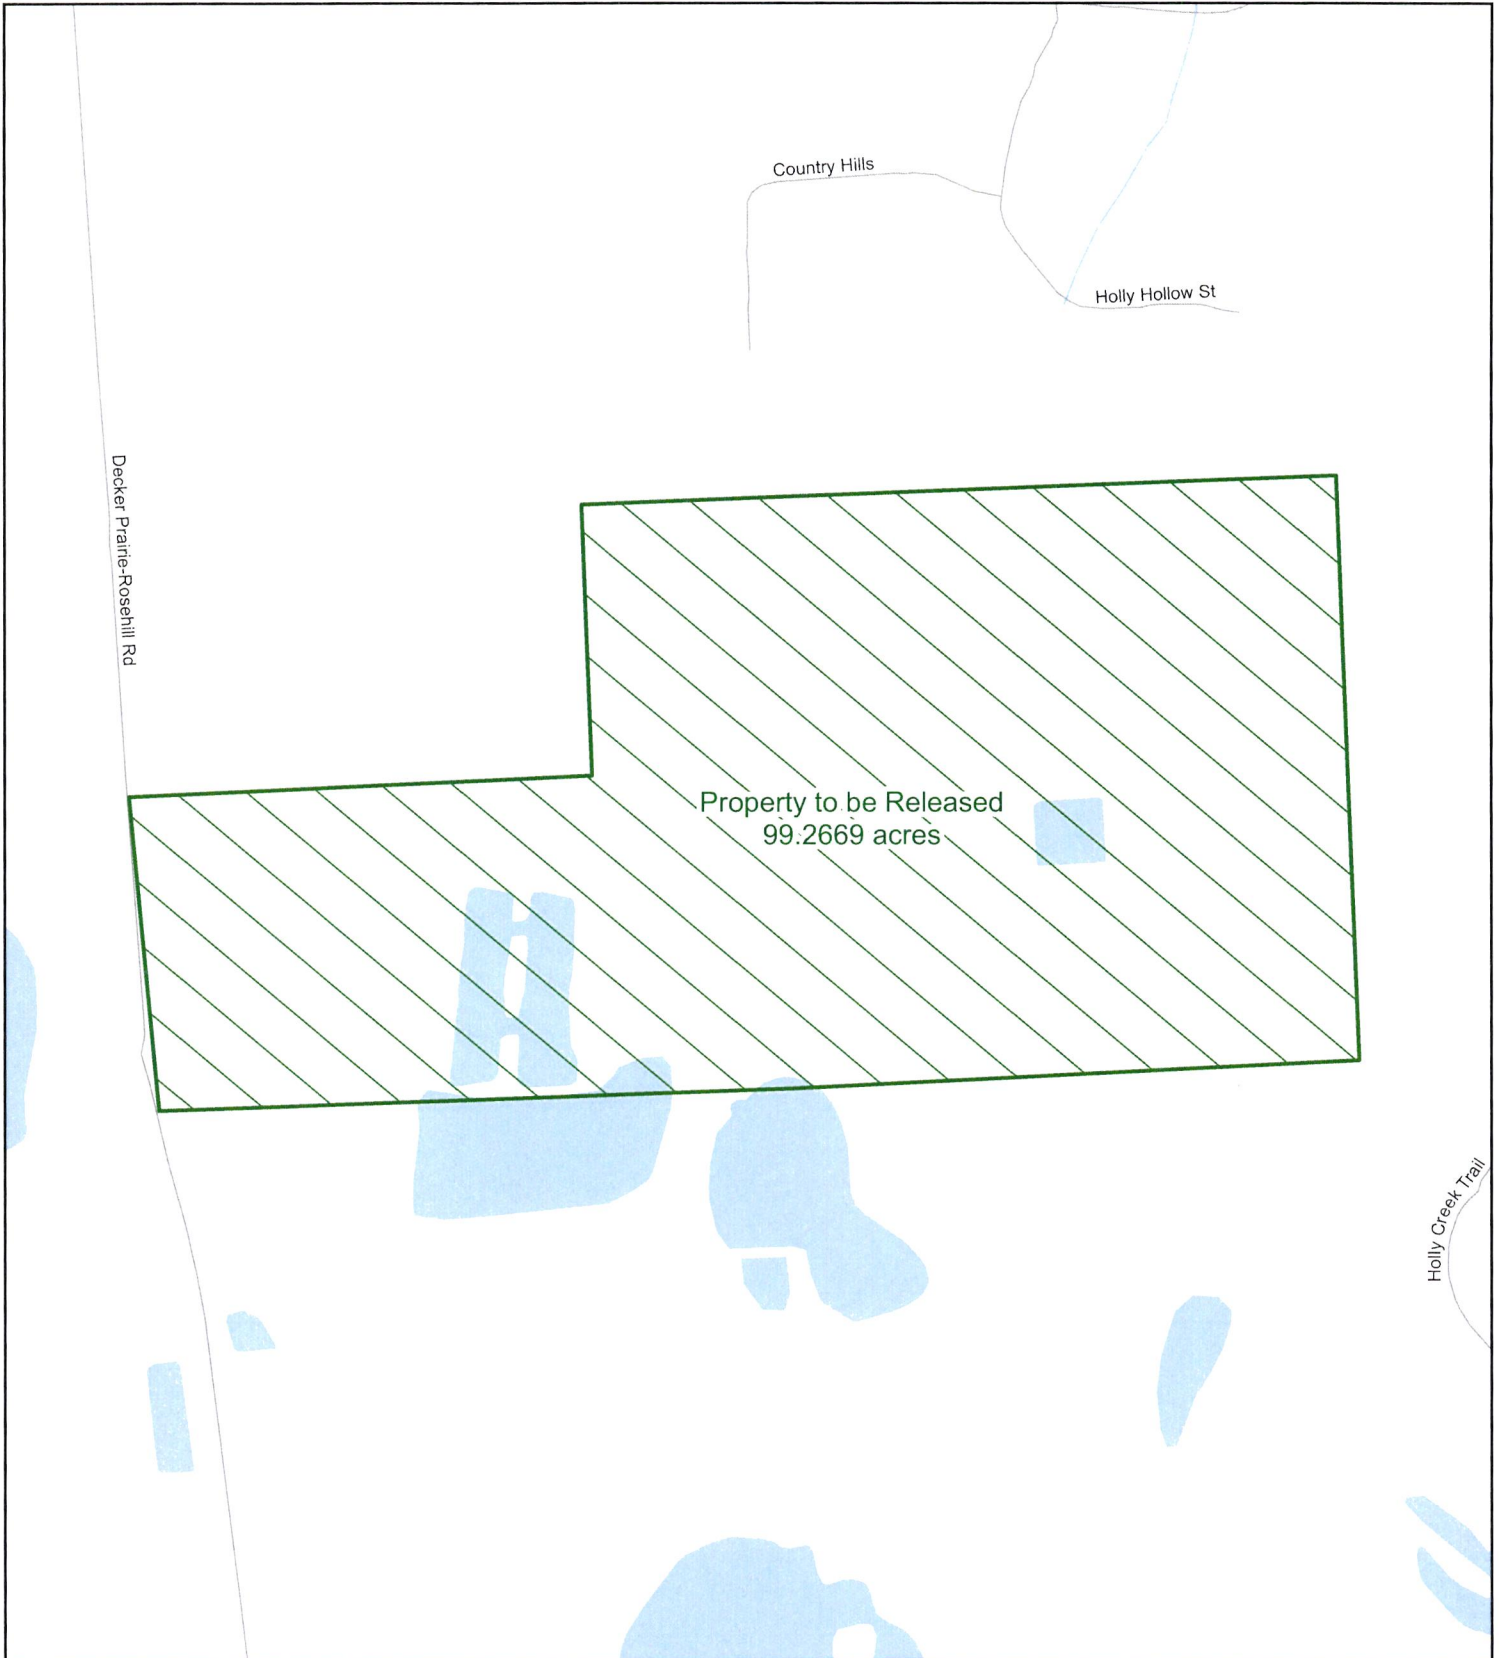 Country Hills
Holly Hollow St
Decker Prairie-Rosehill Rd
Property to be Released
99.2669 acres
Holly Creek Trail